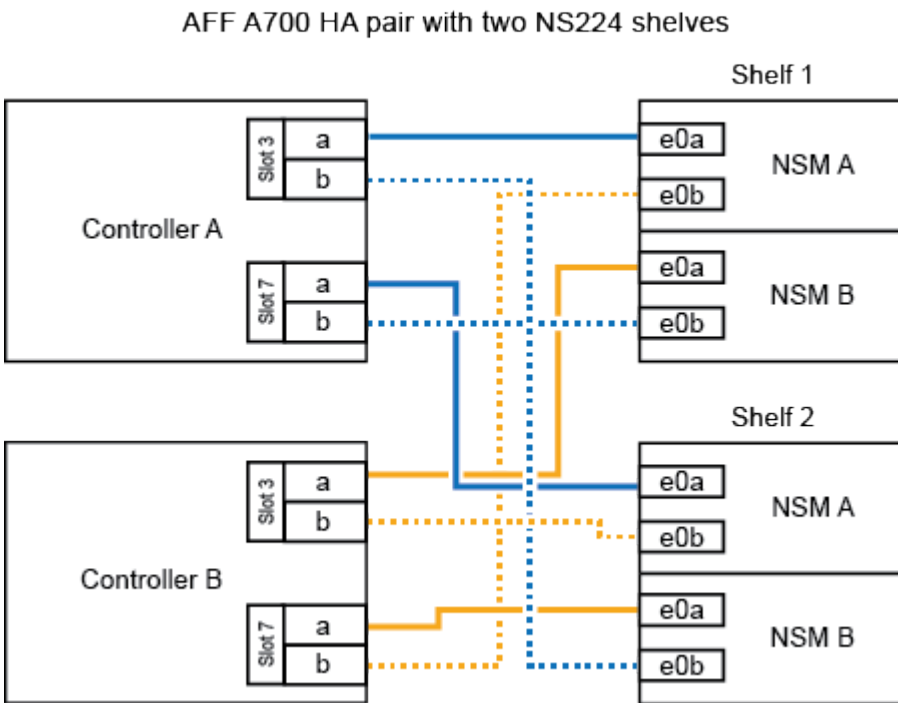 AFF A700 HA pair with two NS224 shelves
Shelf 1
Slot 3
a
b
Controller A
Slot 7
a
b
e0a
e0b
NSM A
e0a
e0b
NSM B
Shelf 2
Slot 3
a
b
Controller B
Slot 7
a
b
e0a
e0b
NSM A
e0a
e0b
NSM B